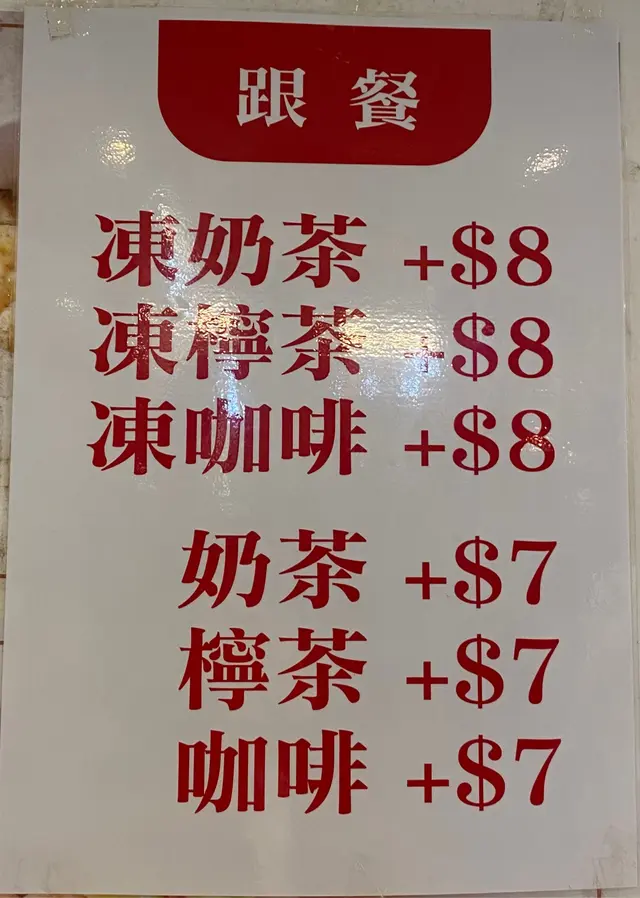 跟餐
凍奶茶 +$8
凍檸茶 +$8
凍咖啡 +$8
奶茶 +$7
檸茶 +$7
咖啡 +$7